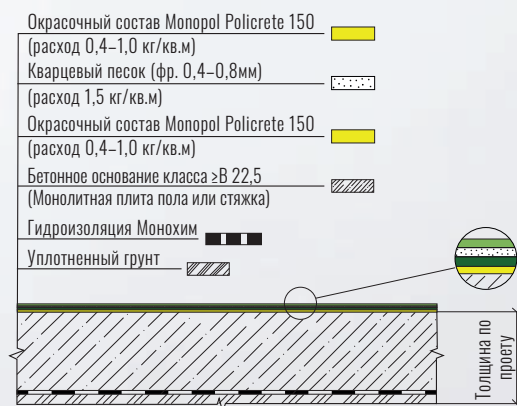 Окрасочный состав Monopol Policrete 150
(расход 0,4–1,0 кг/кв.м)
Кварцевый песок (фр. 0,4–0,8мм)
(расход 1,5 кг/кв.м)
Окрасочный состав Monopol Policrete 150
(расход 0,4–1,0 кг/кв.м)
Бетонное основание класса ≥В 22,5
(Монолитная плита пола или стяжка)
Гидроизоляция Монохим
Уплотненный грунт
Толщина по
проету